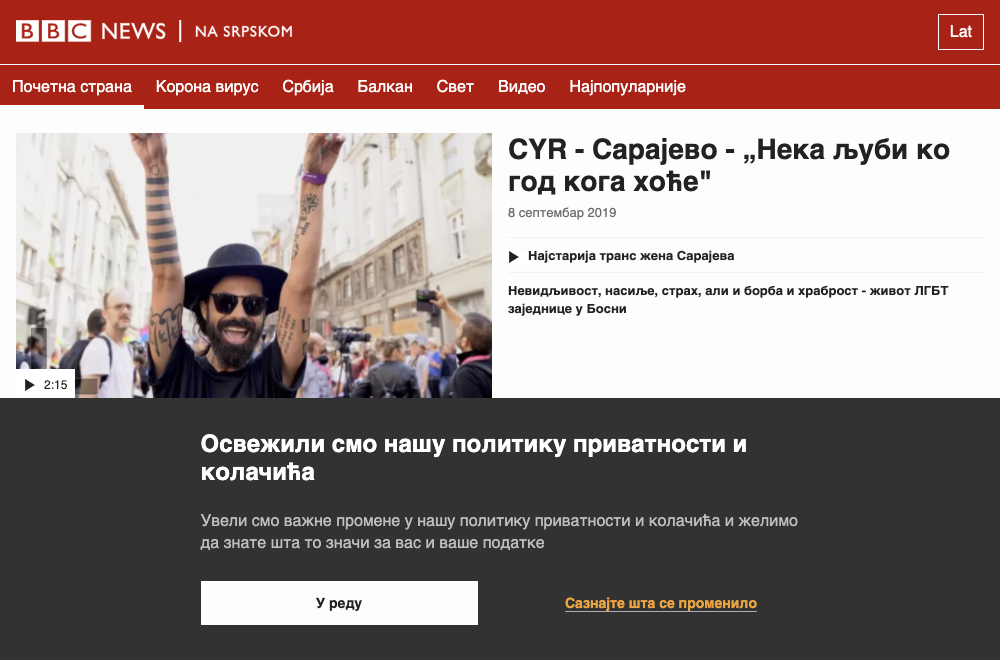 BBC NEWS | NA SRPSKOM
Lat
Почетна страна Корона вирус Србија Балкан Свет Видео Најпопуларније
CYR - Сарајево - „Нека љуби ко
год кога хоће"
8 септембар 2019
Најстарија транс жена Сарајева
Невидљивост, насиље, страх, али и борба и храброст - живот ЛГБТ
заједнице у Босни
2:15
Освежили смо нашу политику приватности и
колачића
Увели смо важне промене у нашу политику приватности и колачића и желимо
да знате шта то значи за вас и ваше податке
У реду
Сазнајте шта се променило